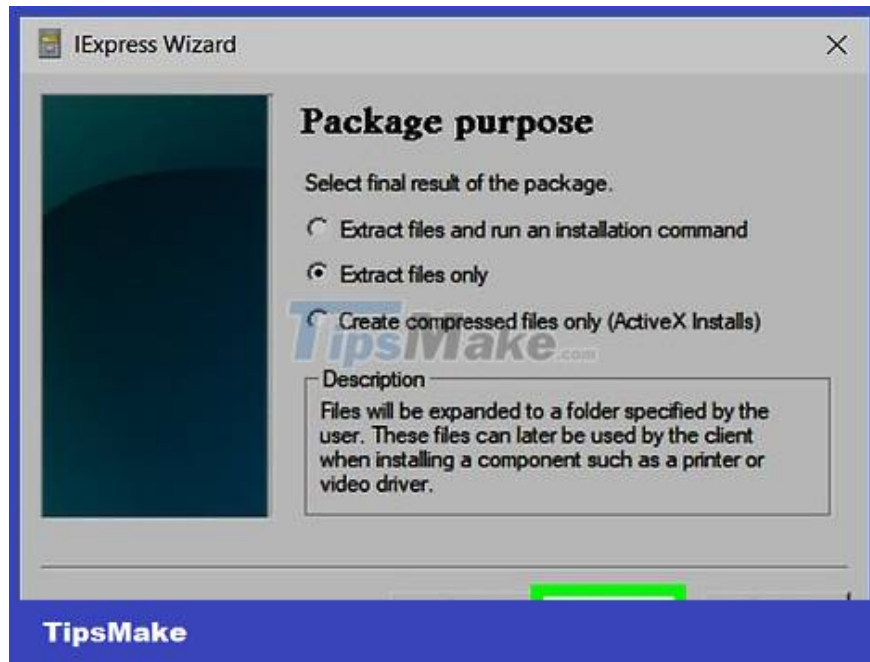 IExpress Wizard
Package purpose
Select final result of the package.
Extract files and run an installation command
Extract files only
Create compressed files only (ActiveX Installs)
TipsMake.com
Description
Files will be expanded to a folder specified by the
user. These files can later be used by the client
when installing a component such as a printer or
video driver.
TipsMake